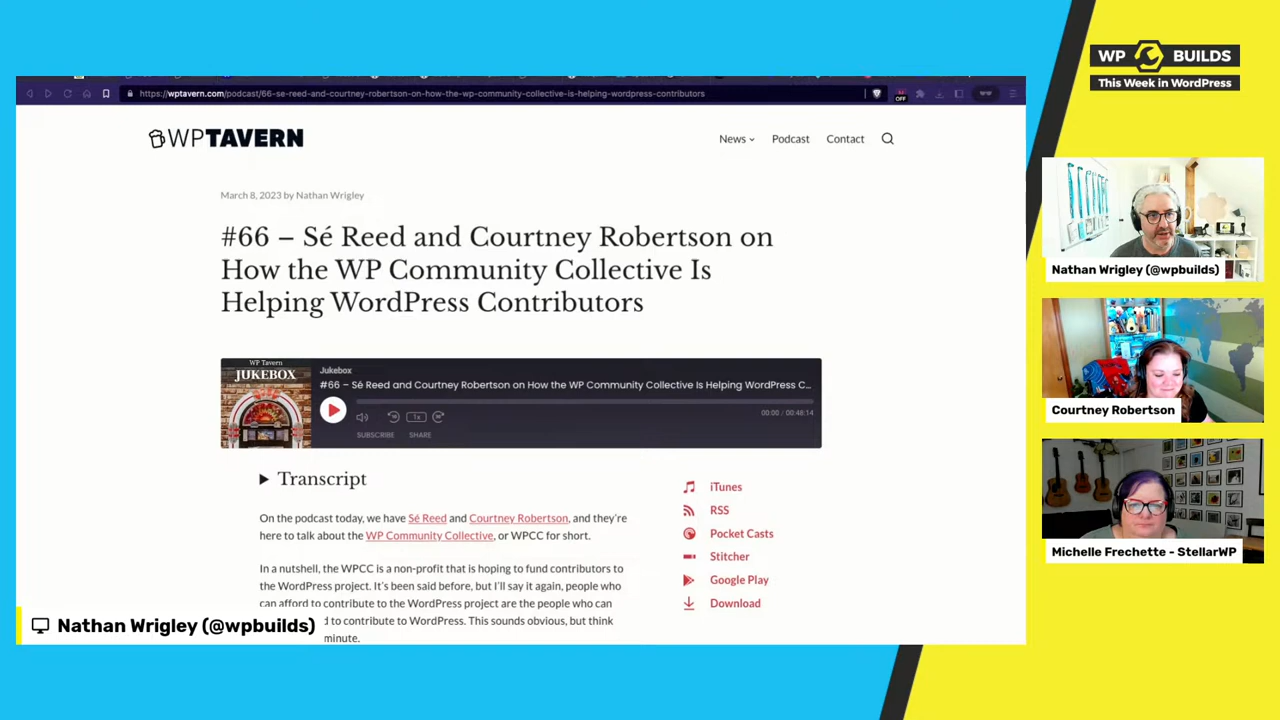 WP BUILDS
This Week in WordPress
https://wptavern.com/podcast/66-se-reed-and-courtney-robertson-on-how-the-wp-community-collective-is-helping-wordpress-contributors
OFF
WPTAVERN
News
Podcast
Contact
March 8, 2023 by Nathan Wrigley
#66 – Sé Reed and Courtney Robertson on
How the WP Community Collective Is
Helping WordPress Contributors
WP Tavern
JUKEBOX
Jukebox
#66 – Sé Reed and Courtney Robertson on How the WP Community Collective Is Helping WordPress C...
1x
00:00 / 00:46:14
SUBSCRIBE
SHARE
Transcript
On the podcast today, we have Sé Reed and Courtney Robertson, and they're
here to talk about the WP Community Collective, or WPCC for short.
In a nutshell, the WPCC is a non-profit that is hoping to fund contributors to
the WordPress project. It's been said before, but I'll say it again, people who
can afford to contribute to the WordPress project are the people who can
d to contribute to WordPress. This sounds obvious, but think
minute.
iTunes
RSS
Pocket Casts
Stitcher
Google Play
Download
Nathan Wrigley (@wpbuilds)
Nathan Wrigley (@wpbuilds)
Courtney Robertson
Michelle Frechette - StellarWP